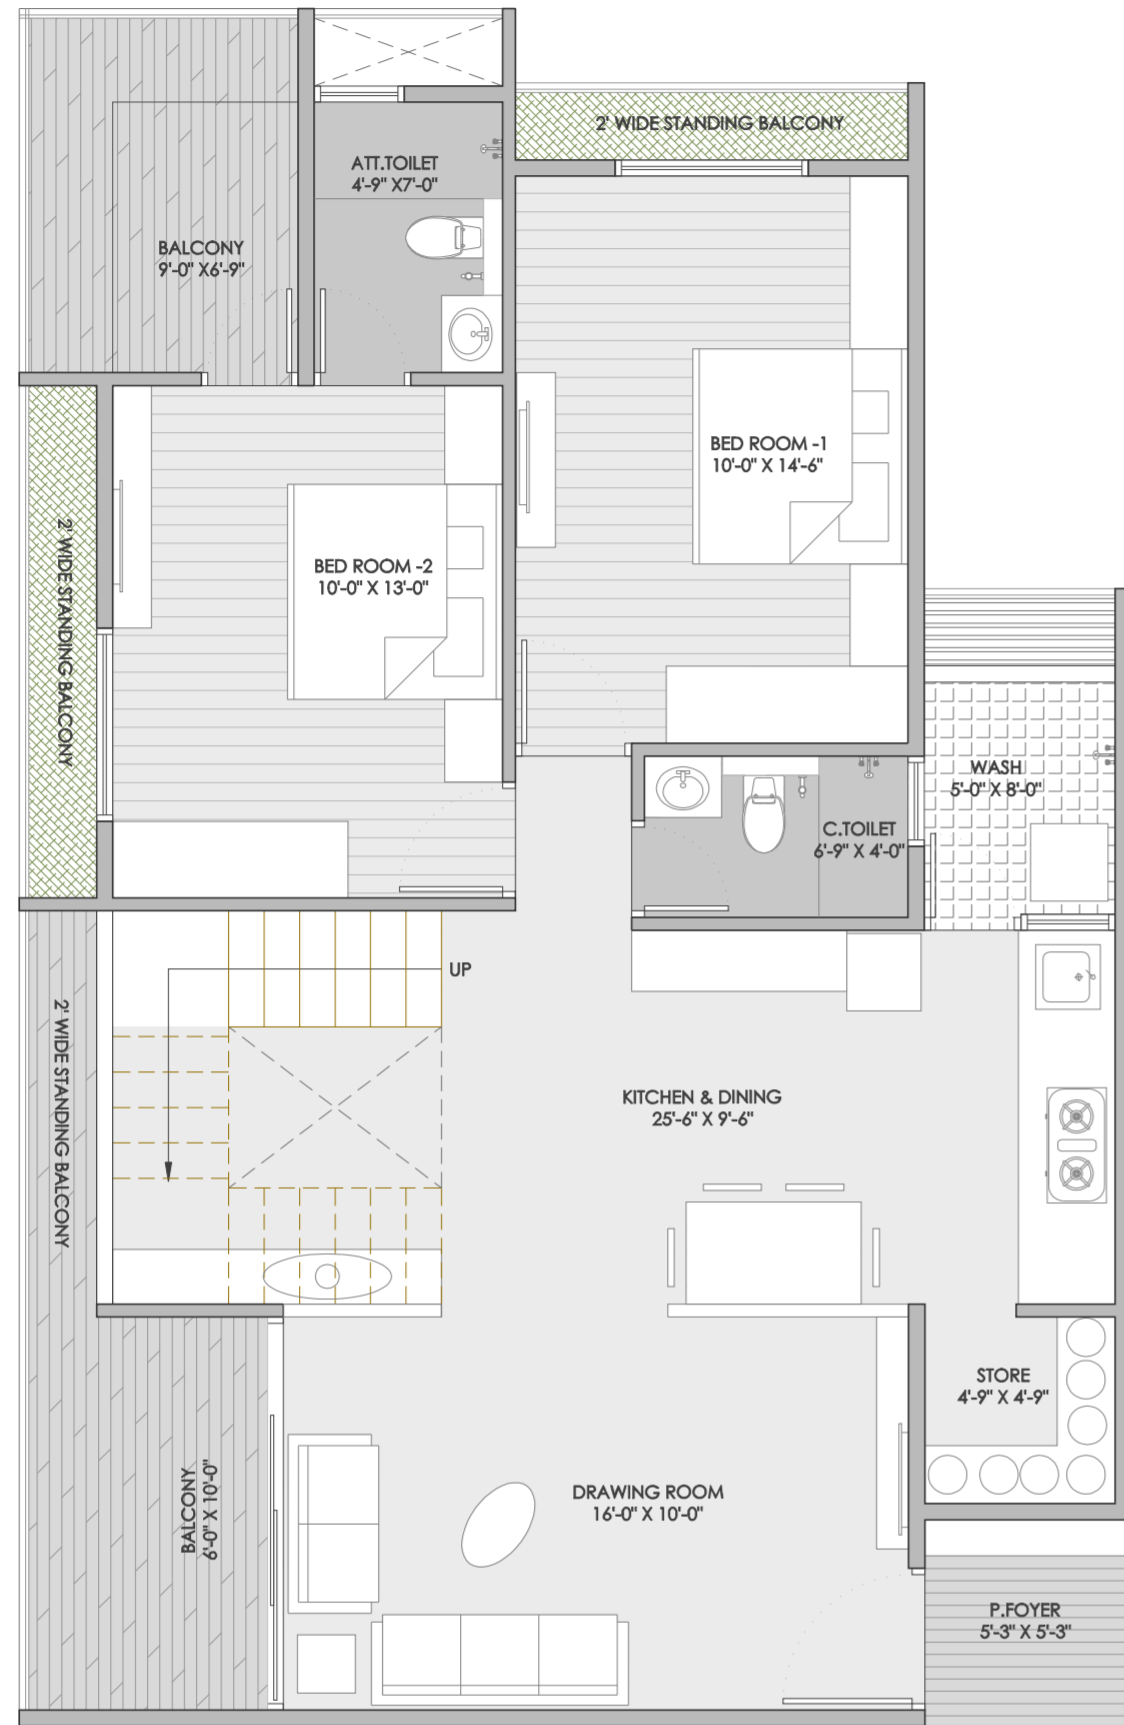 2' WIDE STANDING BALCONY
ATT.TOILET
4'-9" X7'-0"
BALCONY
9'-0" X6'-9"
BED ROOM -1
10'-0" X 14'-6"
BED ROOM -2
10'-0" X 13'-0"
2' WIDE STANDING BALCONY
WASH
5'-0" X 8'-0"
C.TOILET
6'-9" X 4'-0"
UP
2' WIDE STANDING BALCONY
KITCHEN & DINING
25'-6" X 9'-6"
STORE
4'-9" X 4'-9"
BALCONY
6'-0" X 10'-0"
DRAWING ROOM
16'-0" X 10'-0"
P.FOYER
5'-3" X 5'-3"